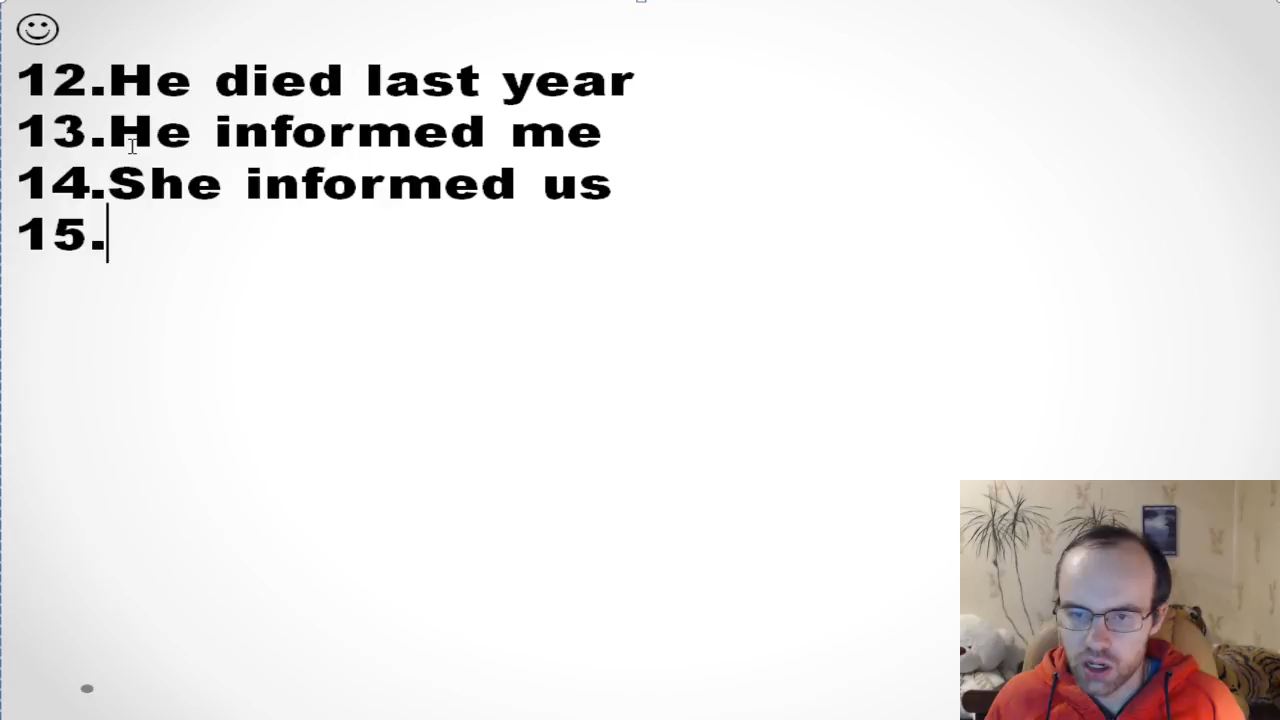 12.He died last year
13.He informed me
14.She informed us
15.